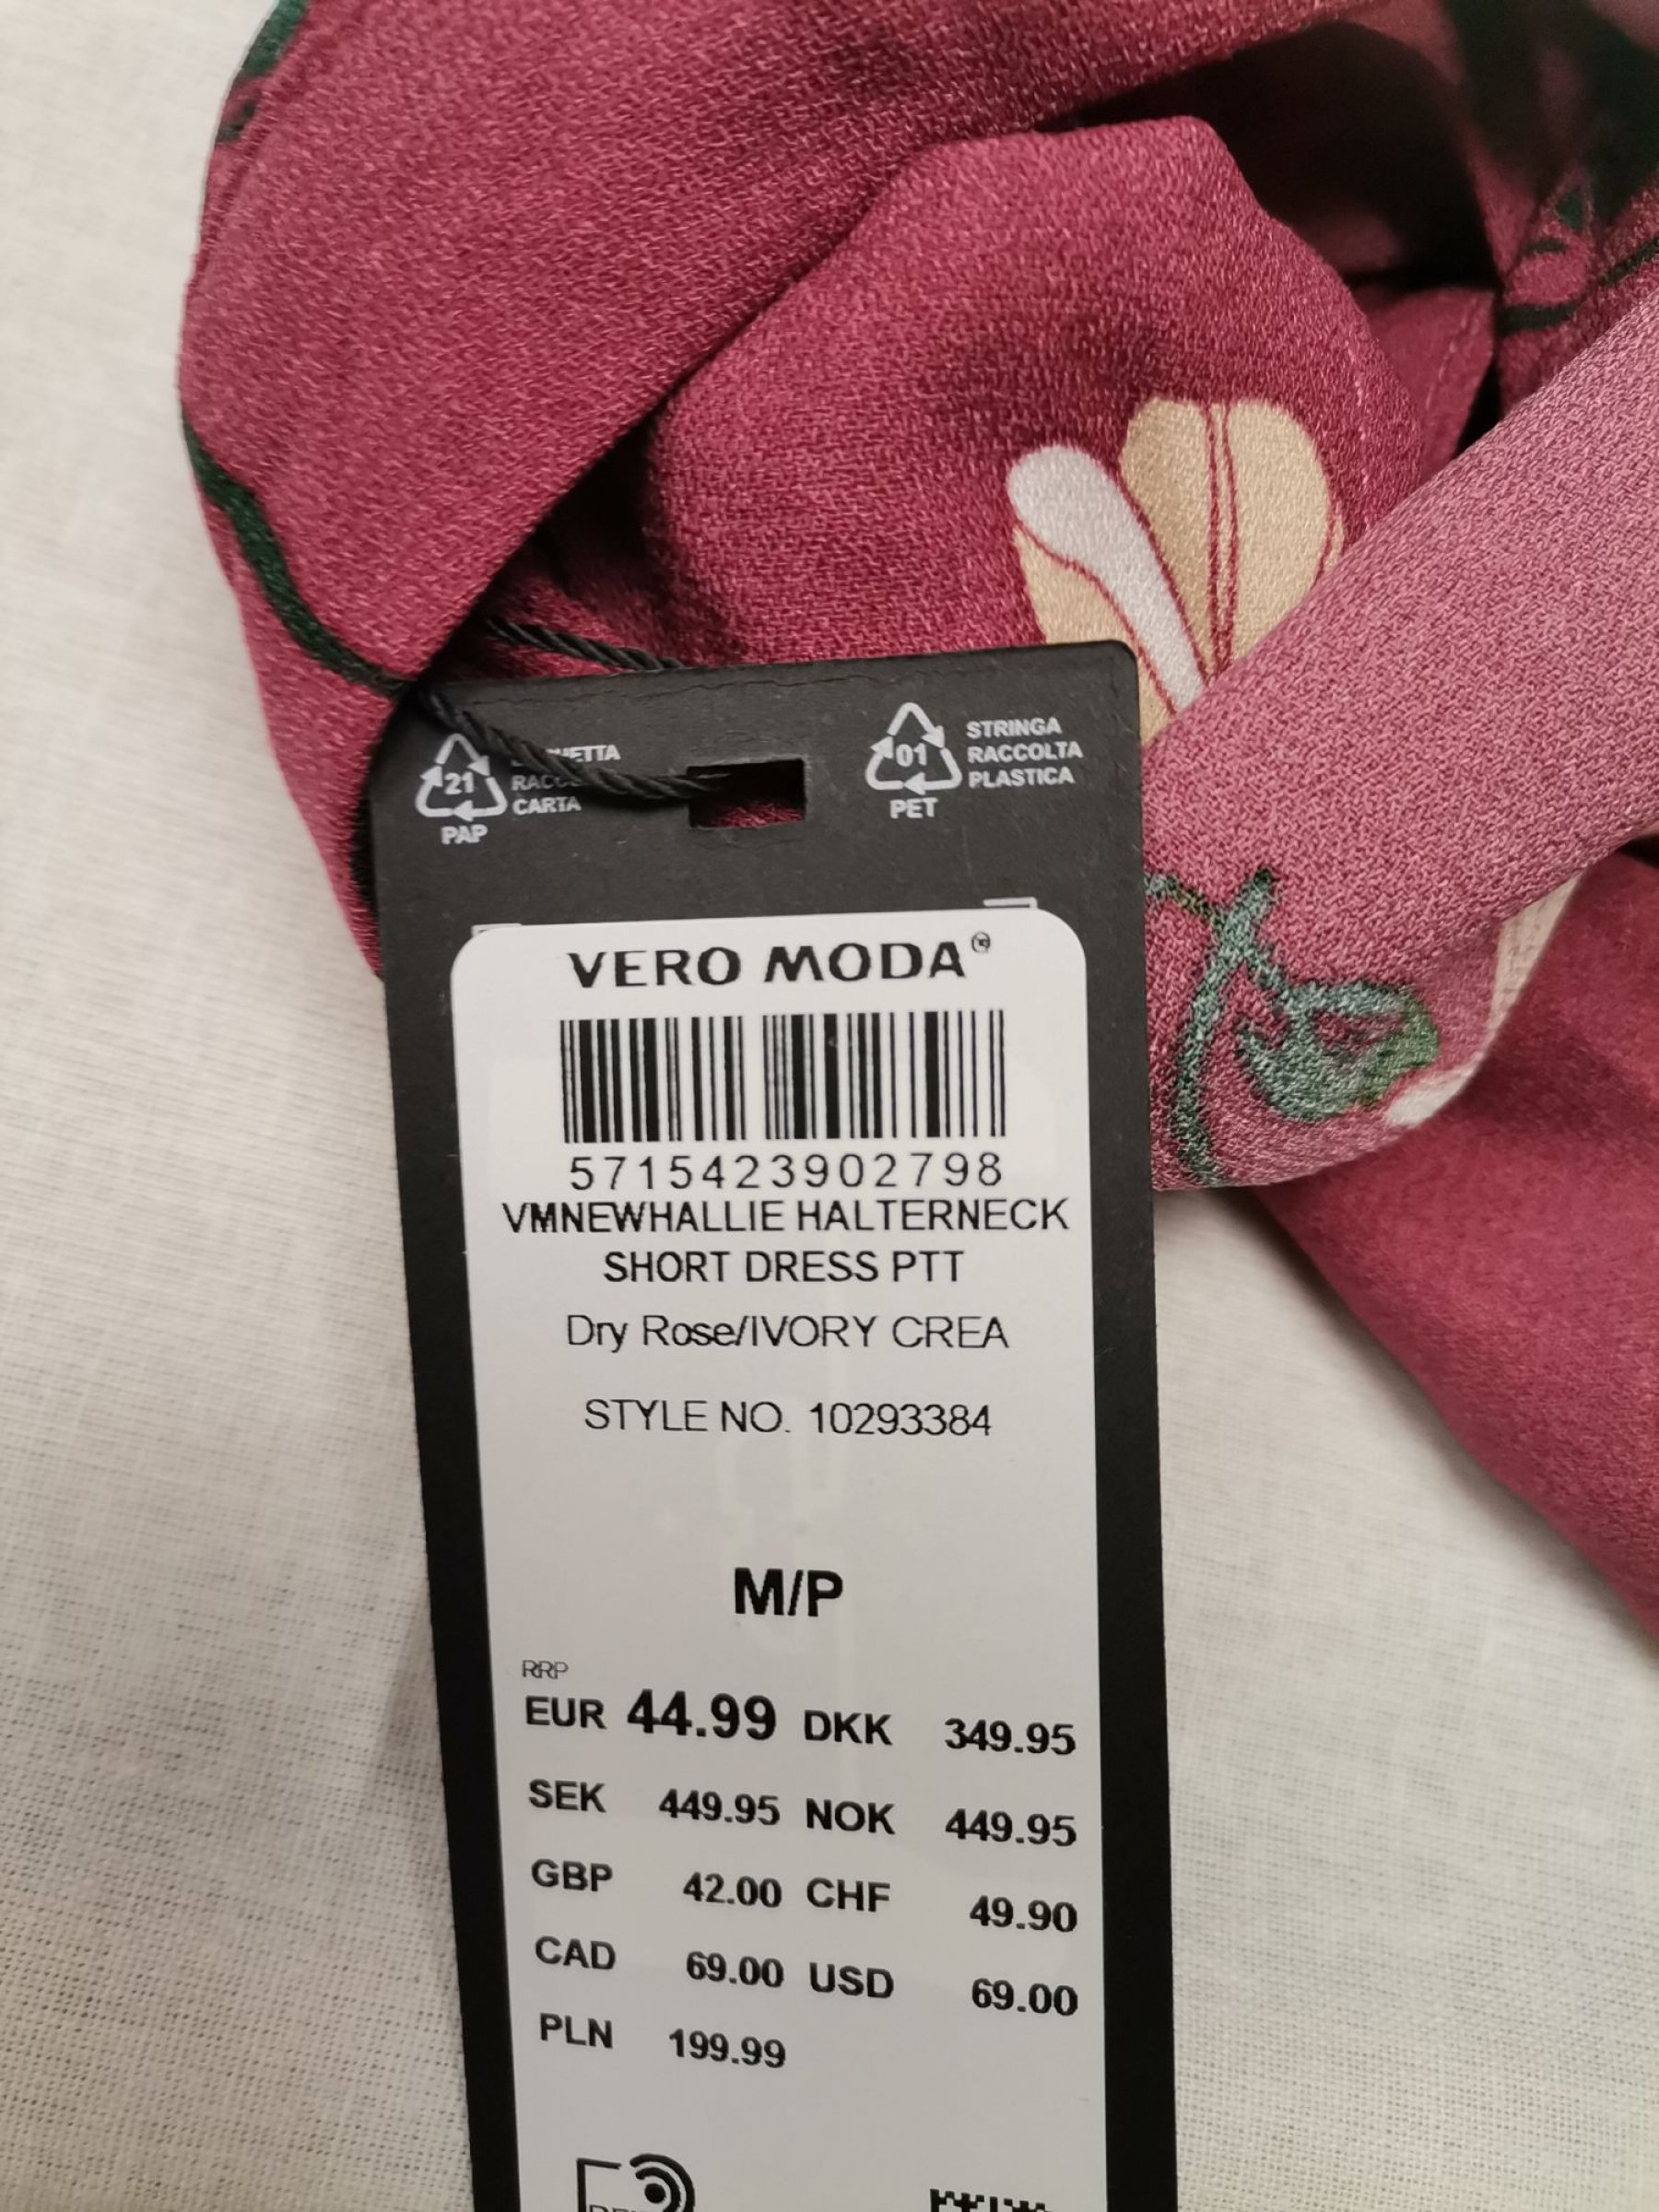 21
PAP
RACC
CARTA
01
PET
STRINGA
RACCOLTA
PLASTICA
VERO MODA®
5715423902798
VMNEWHALLIE HALTERNECK
SHORT DRESS PTT
Dry Rose/IVORY CREA
STYLE NO. 10293384
M/P
RRP
EUR 44.99 DKK 349.95
SEK 449.95 NOK 449.95
GBP 42.00 CHF 49.90
CAD 69.00 USD 69.00
PLN 199.99